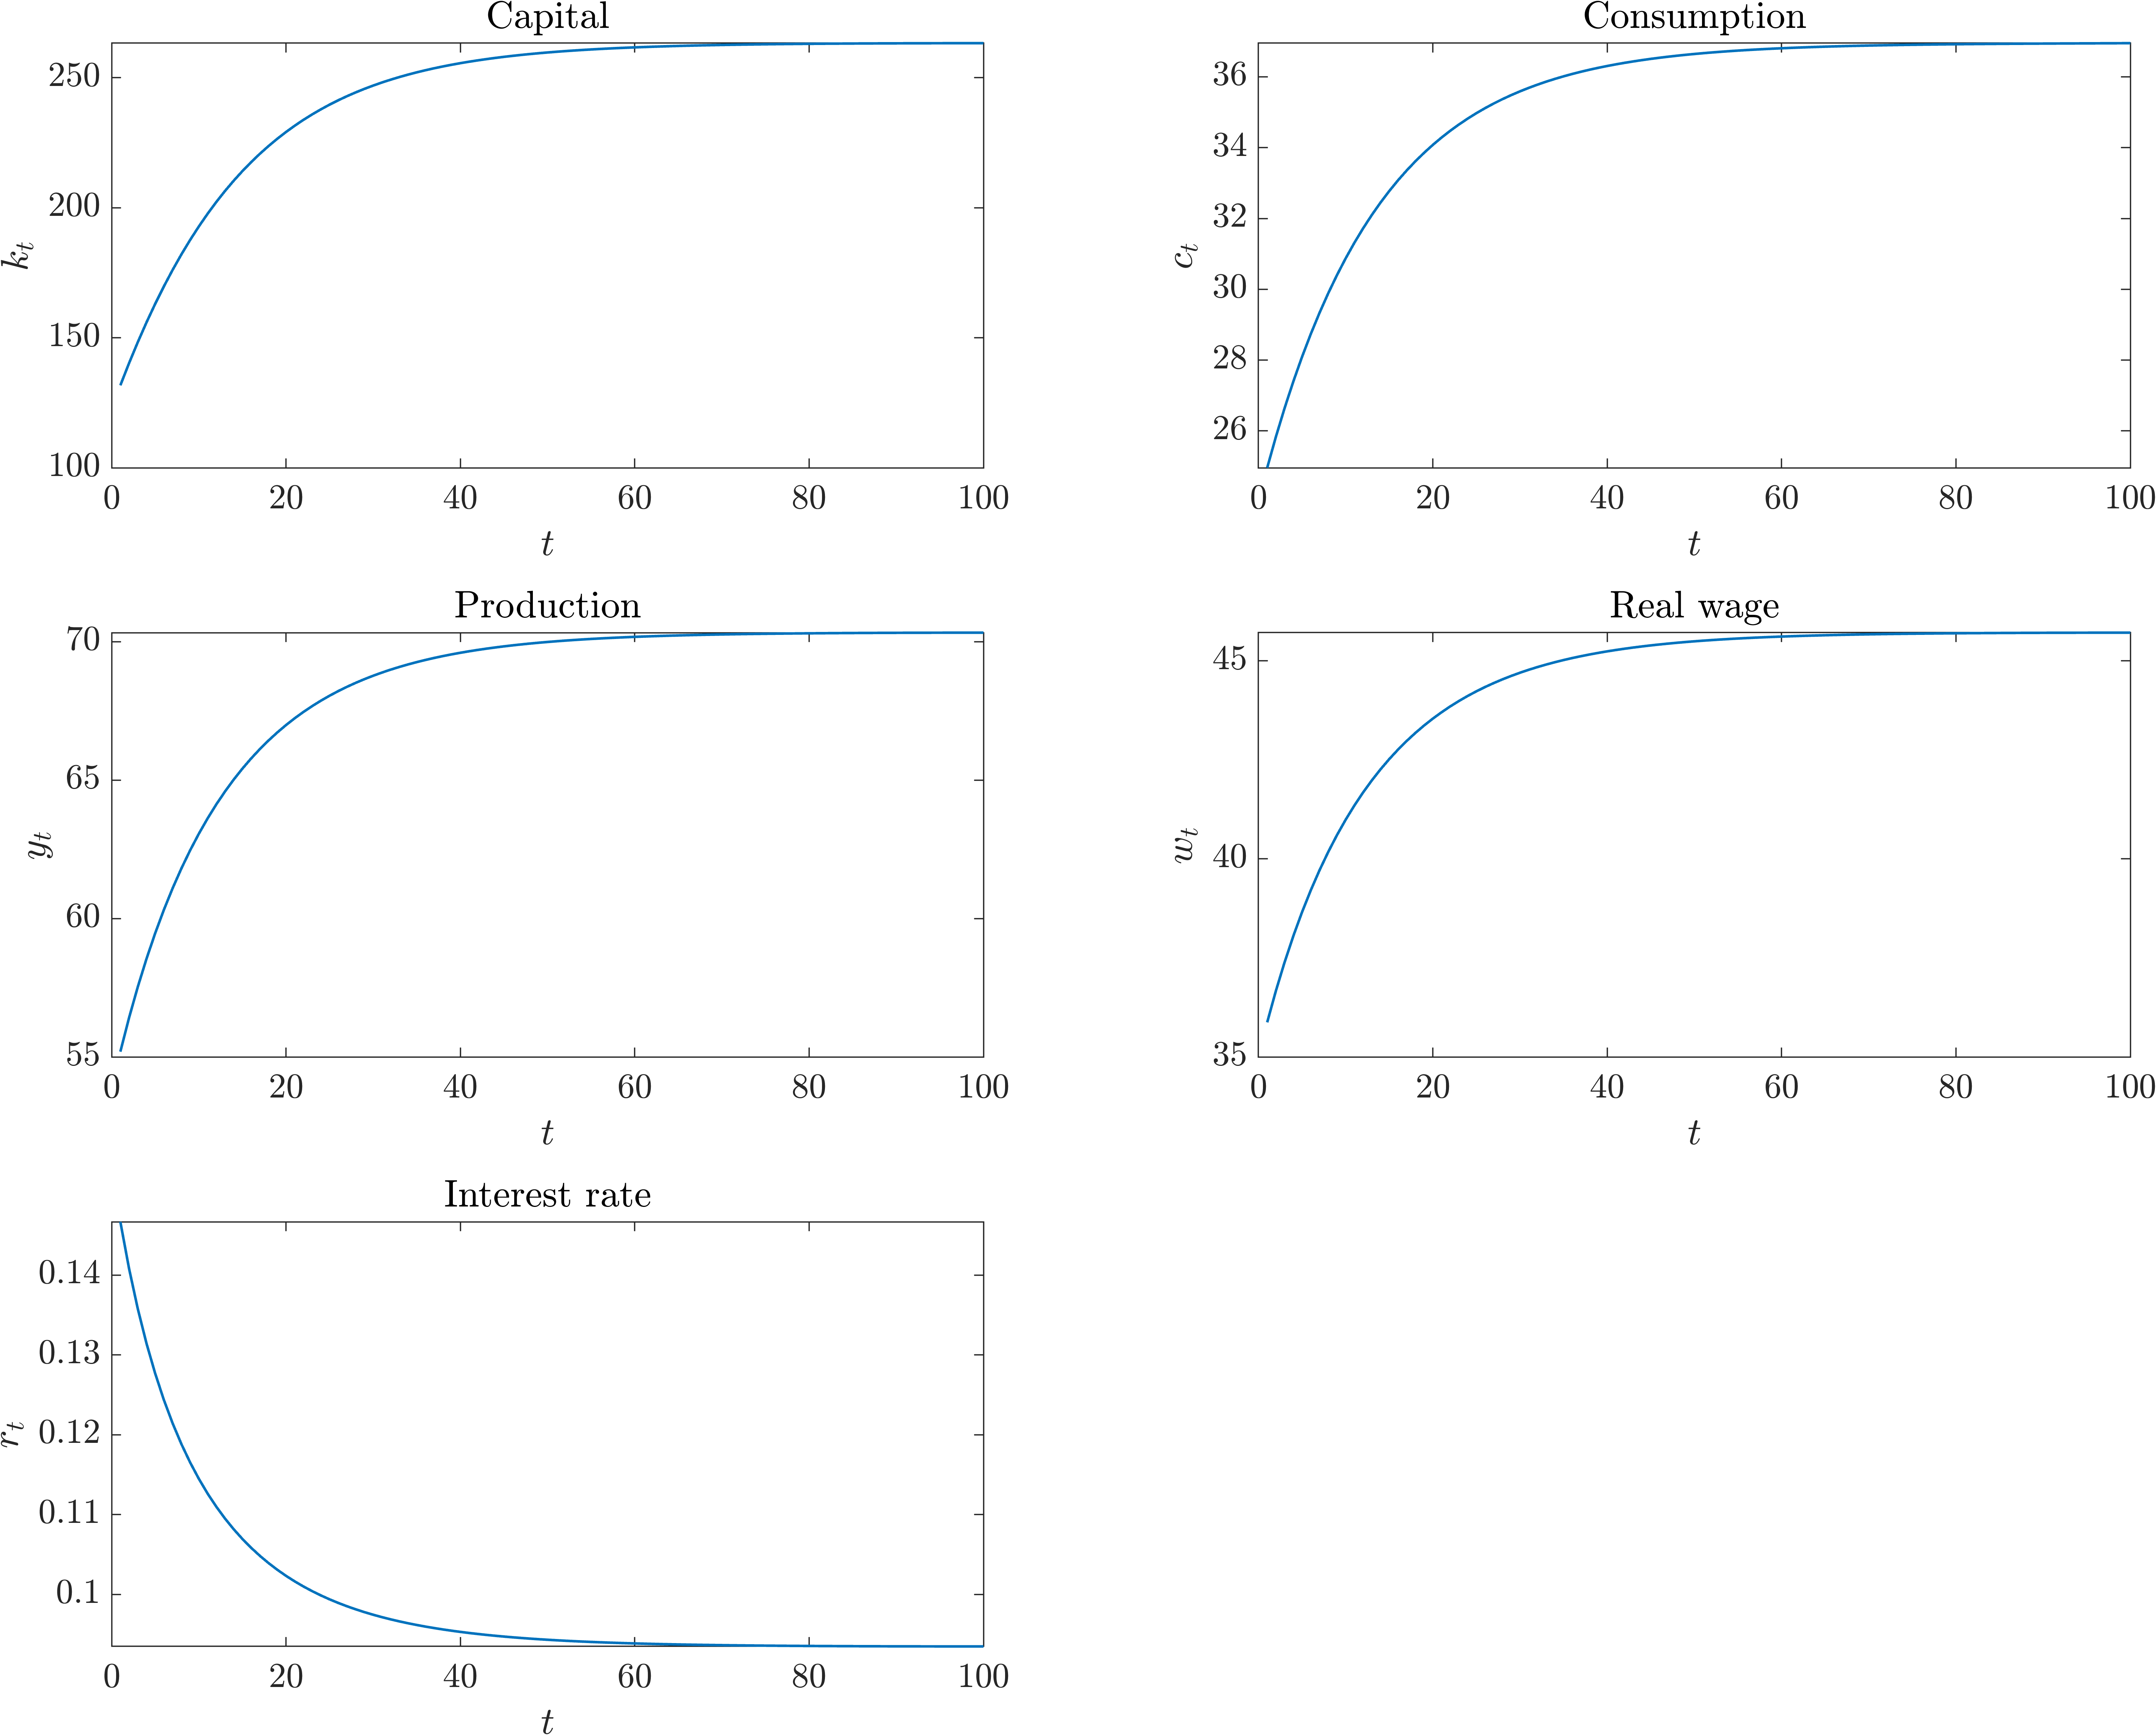 Capital
250
200
150
100
k_t
0 20 40 60 80 100
t
Consumption
36
34
32
30
28
26
c_t
0 20 40 60 80 100
t
Production
70
65
60
55
y_t
0 20 40 60 80 100
t
Real wage
45
40
35
w_t
0 20 40 60 80 100
t
Interest rate
0.14
0.13
0.12
0.11
0.1
r_t
0 20 40 60 80 100
t